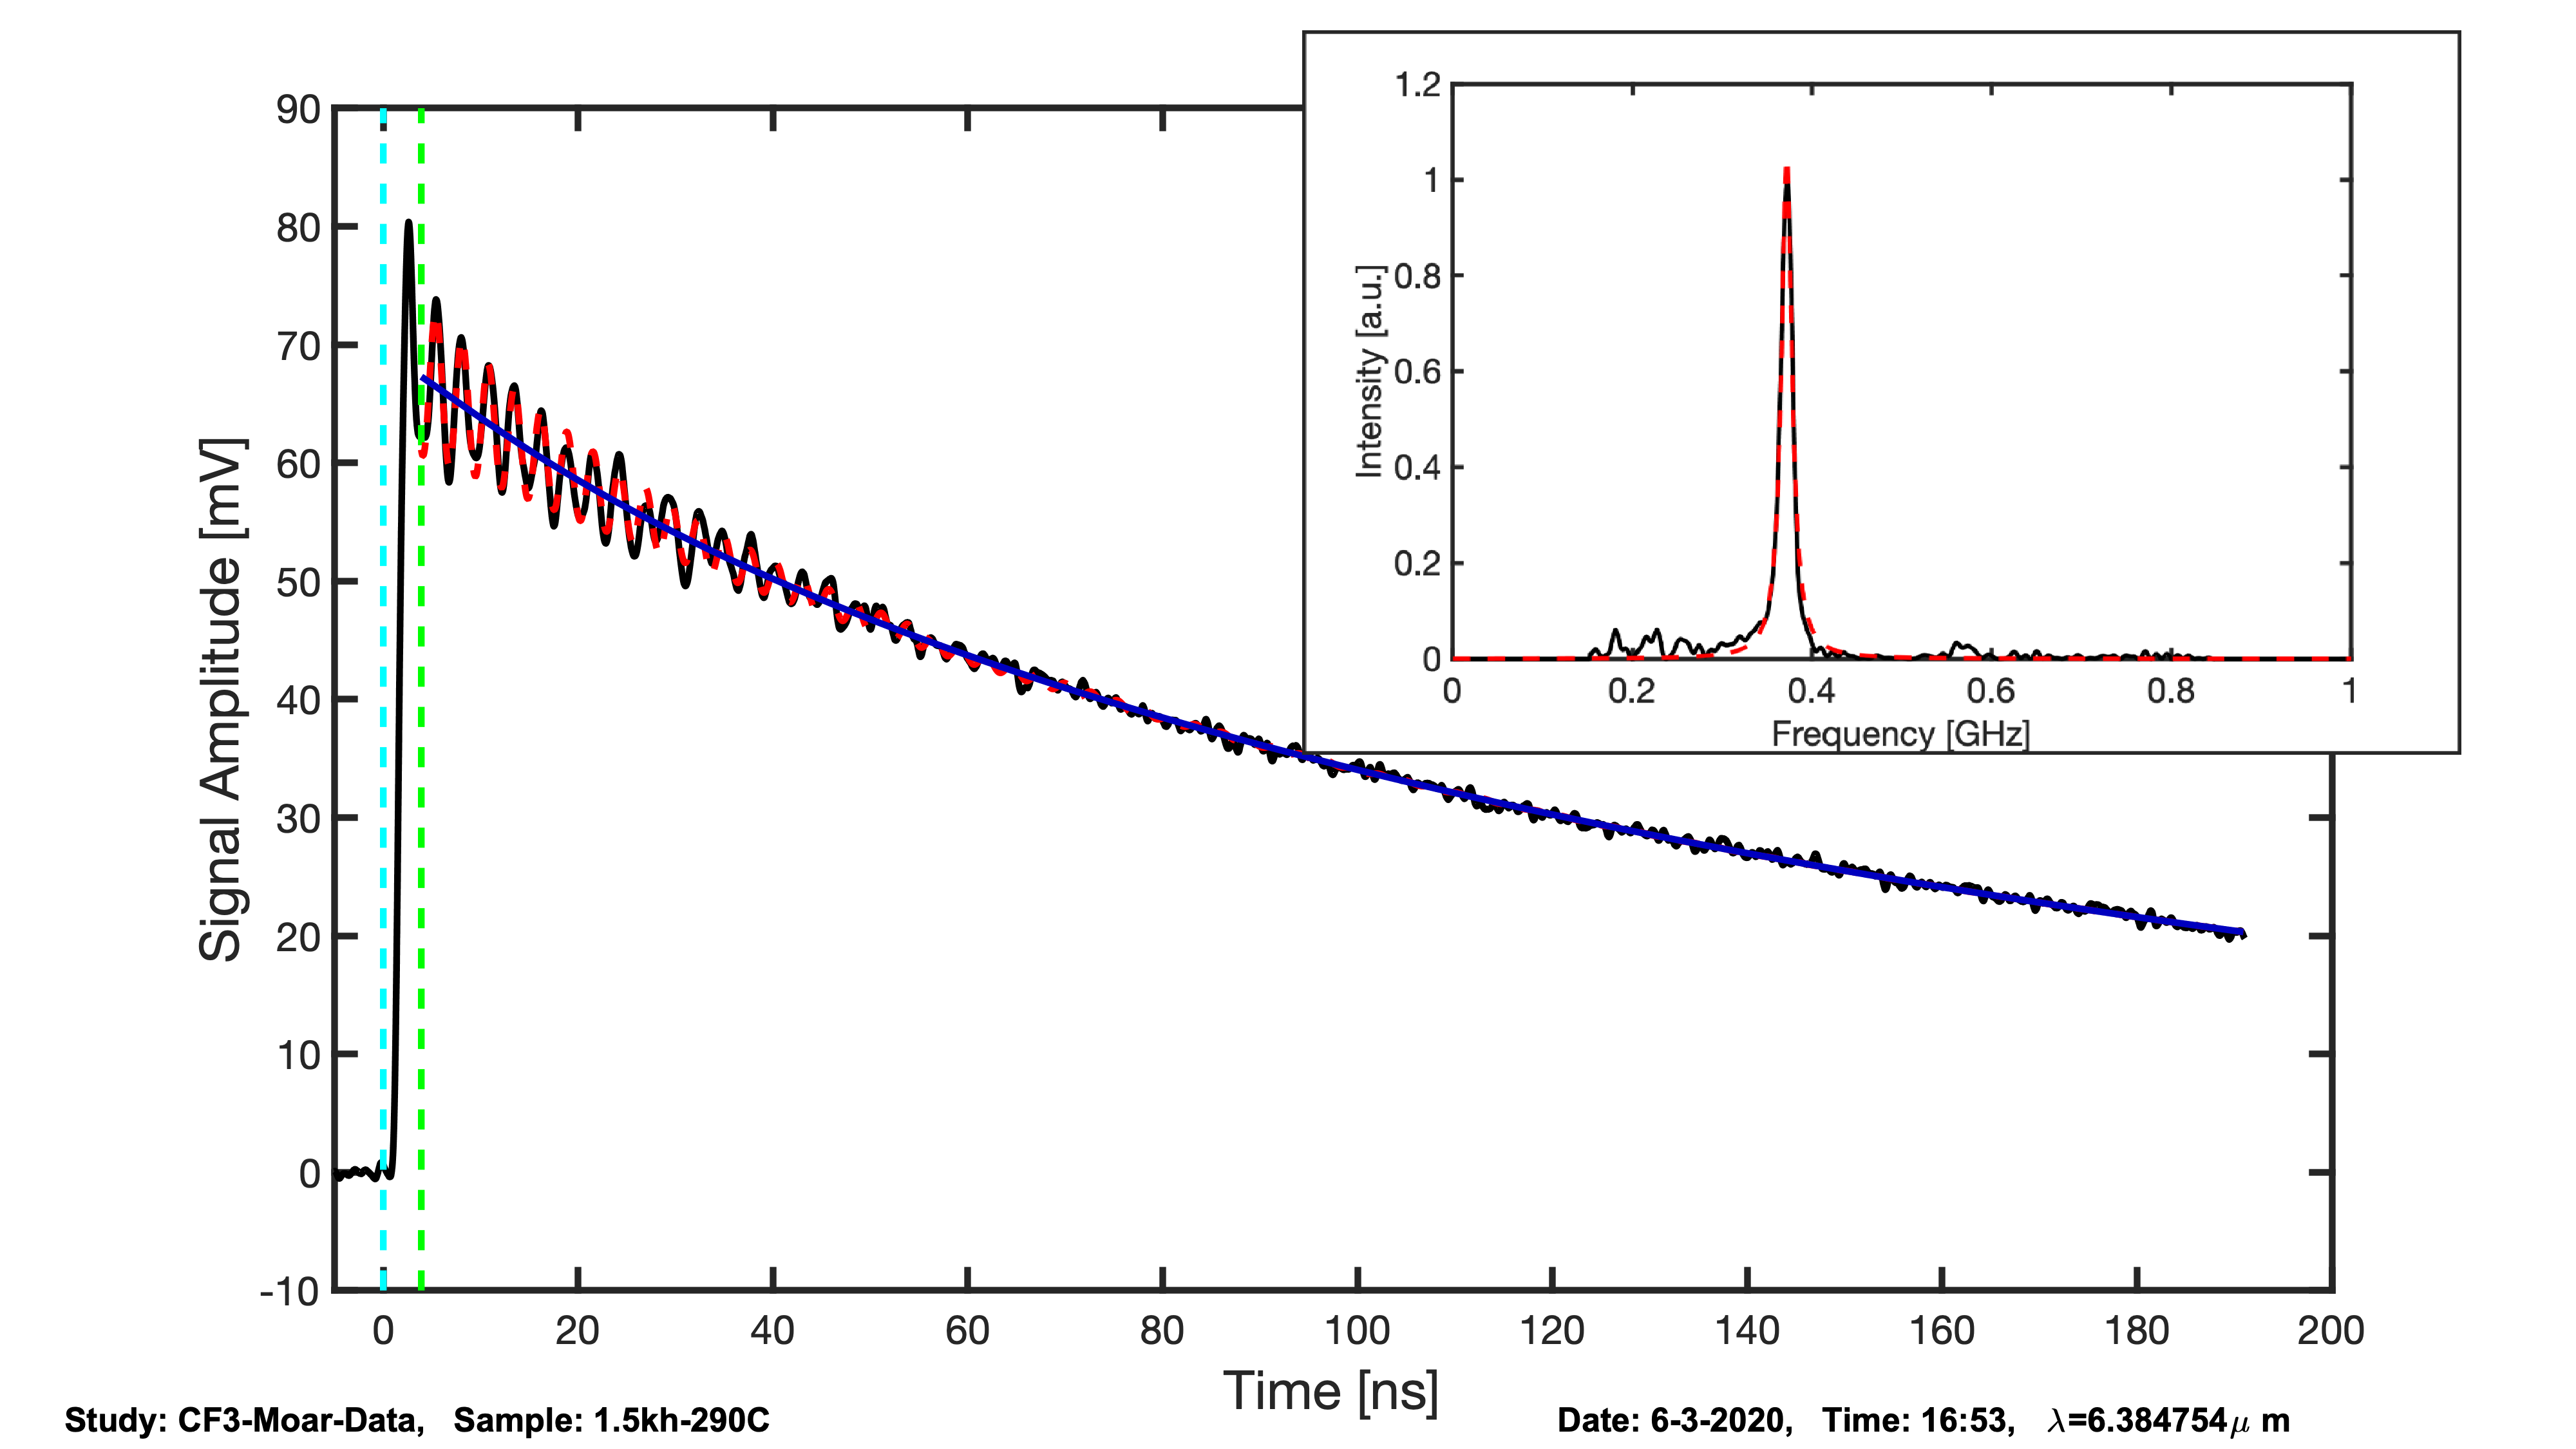 90
80
70
60
50
40
30
20
10
0
-10
Signal Amplitude [mV]
0 20 40 60 80 100 120 140 160 180 200
Time [ns]
1.2
1
0.8
0.6
0.4
0.2
0
Intensity [a.u.]
0 0.2 0.4 0.6 0.8 1
Frequency [GHz]
Study: CF3-Moar-Data, Sample: 1.5kh-290C
Date: 6-3-2020, Time: 16:53, λ=6.384754μ m